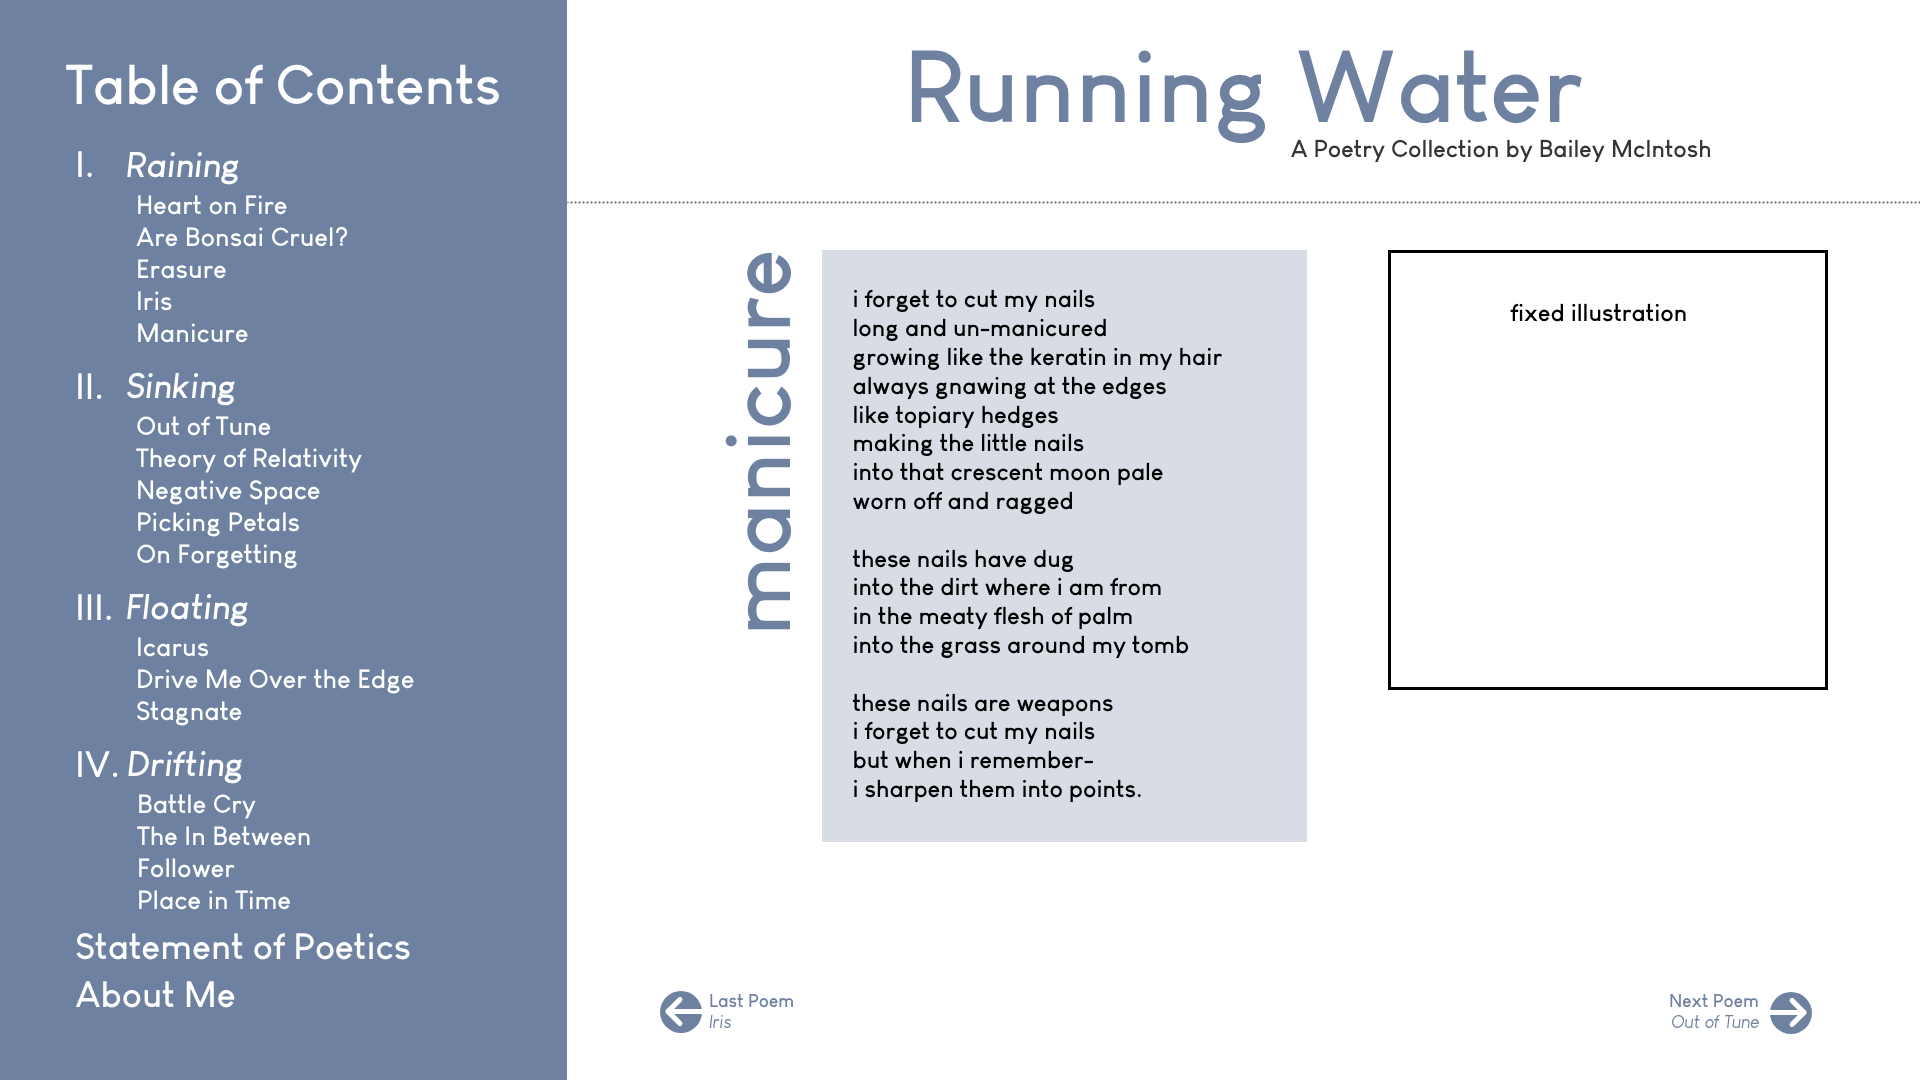 Table of Contents
I. Raining
Heart on Fire
Are Bonsai Cruel?
Erasure
Iris
Manicure
II. Sinking
Out of Tune
Theory of Relativity
Negative Space
Picking Petals
On Forgetting
III. Floating
Icarus
Drive Me Over the Edge
Stagnate
IV. Drifting
Battle Cry
The In Between
Follower
Place in Time
Statement of Poetics
About Me
Running Water
A Poetry Collection by Bailey McIntosh
manicure
i forget to cut my nails
long and un-manicured
growing like the keratin in my hair
always gnawing at the edges
like topiary hedges
making the little nails
into that crescent moon pale
worn off and ragged
these nails have dug
into the dirt where i am from
in the meaty flesh of palm
into the grass around my tomb
these nails are weapons
i forget to cut my nails
but when i remember-
i sharpen them into points.
fixed illustration
Last Poem
Iris
Next Poem
Out of Tune